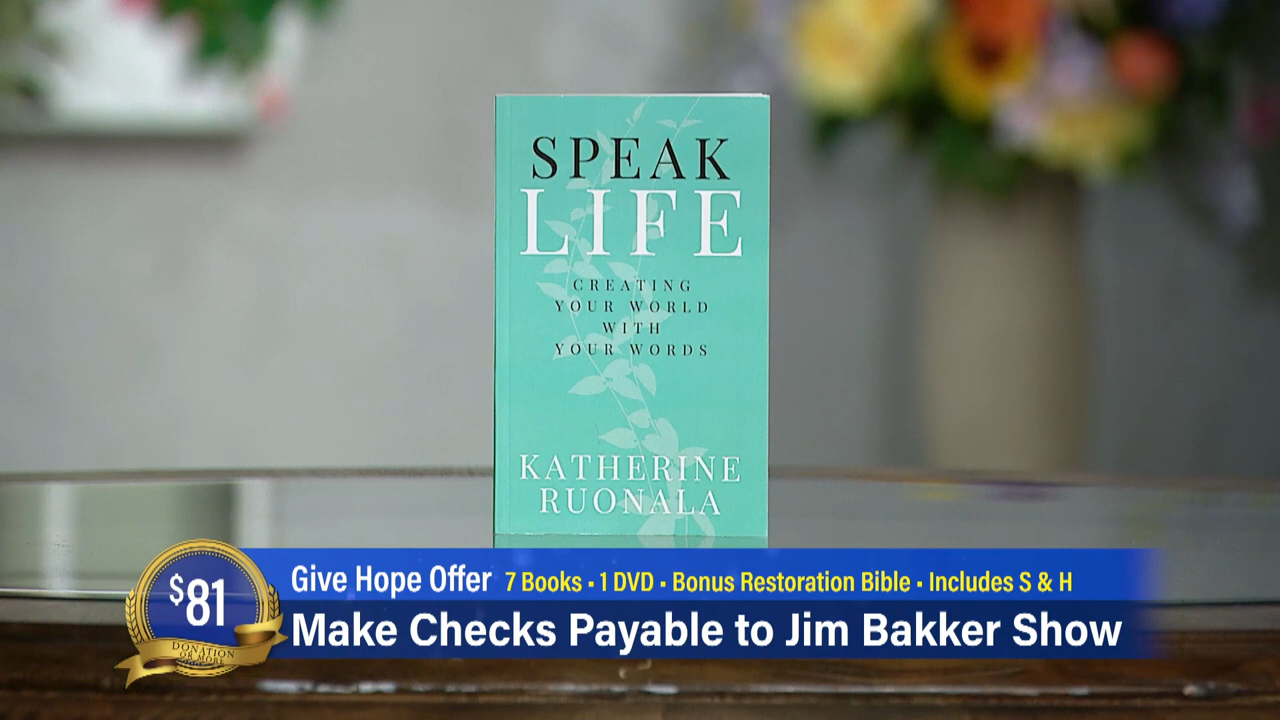 SPEAK
LIFE
CREATING
YOUR WORLD
WITH
YOUR WORDS
KATHERINE
RUONALA
$81
DONATION
OR MORE
Give Hope Offer 7 Books • 1 DVD • Bonus Restoration Bible • Includes S & H
Make Checks Payable to Jim Bakker Show